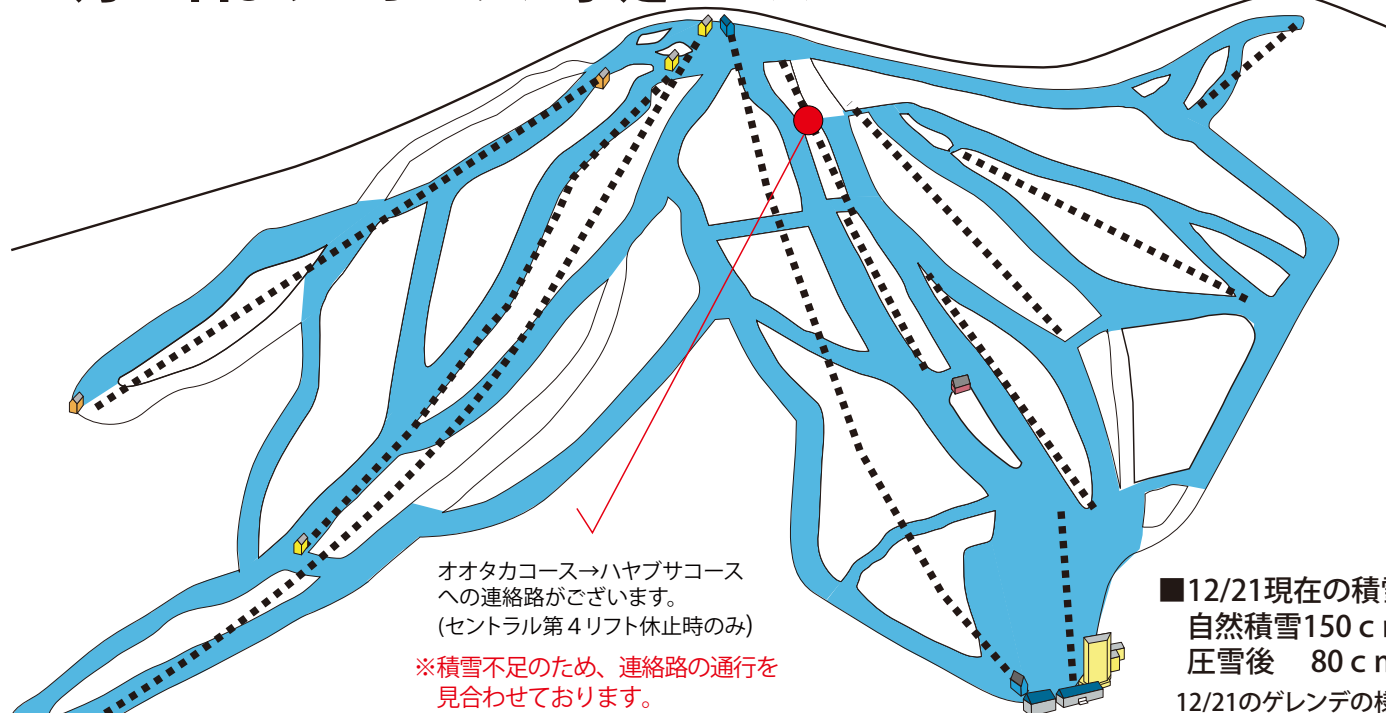 オオタカコース→ハヤブサコース
への連絡路がございます。
(セントラル第４リフト休止時のみ)
※積雪不足のため、連絡路の通行を
見合わせております。
■12/21現在の積雪
自然積雪150ｃｍ
圧雪後　80ｃｍ
12/21のゲレンデの様